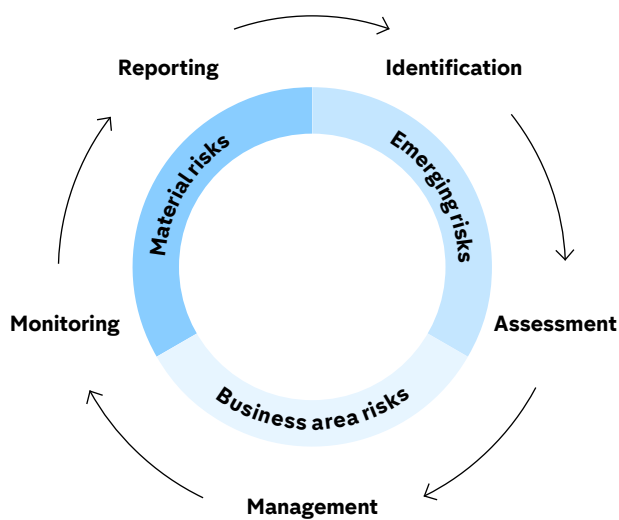 Reporting
Identification
Material risks
Emerging risks
Monitoring
Assessment
Business area risks
Management